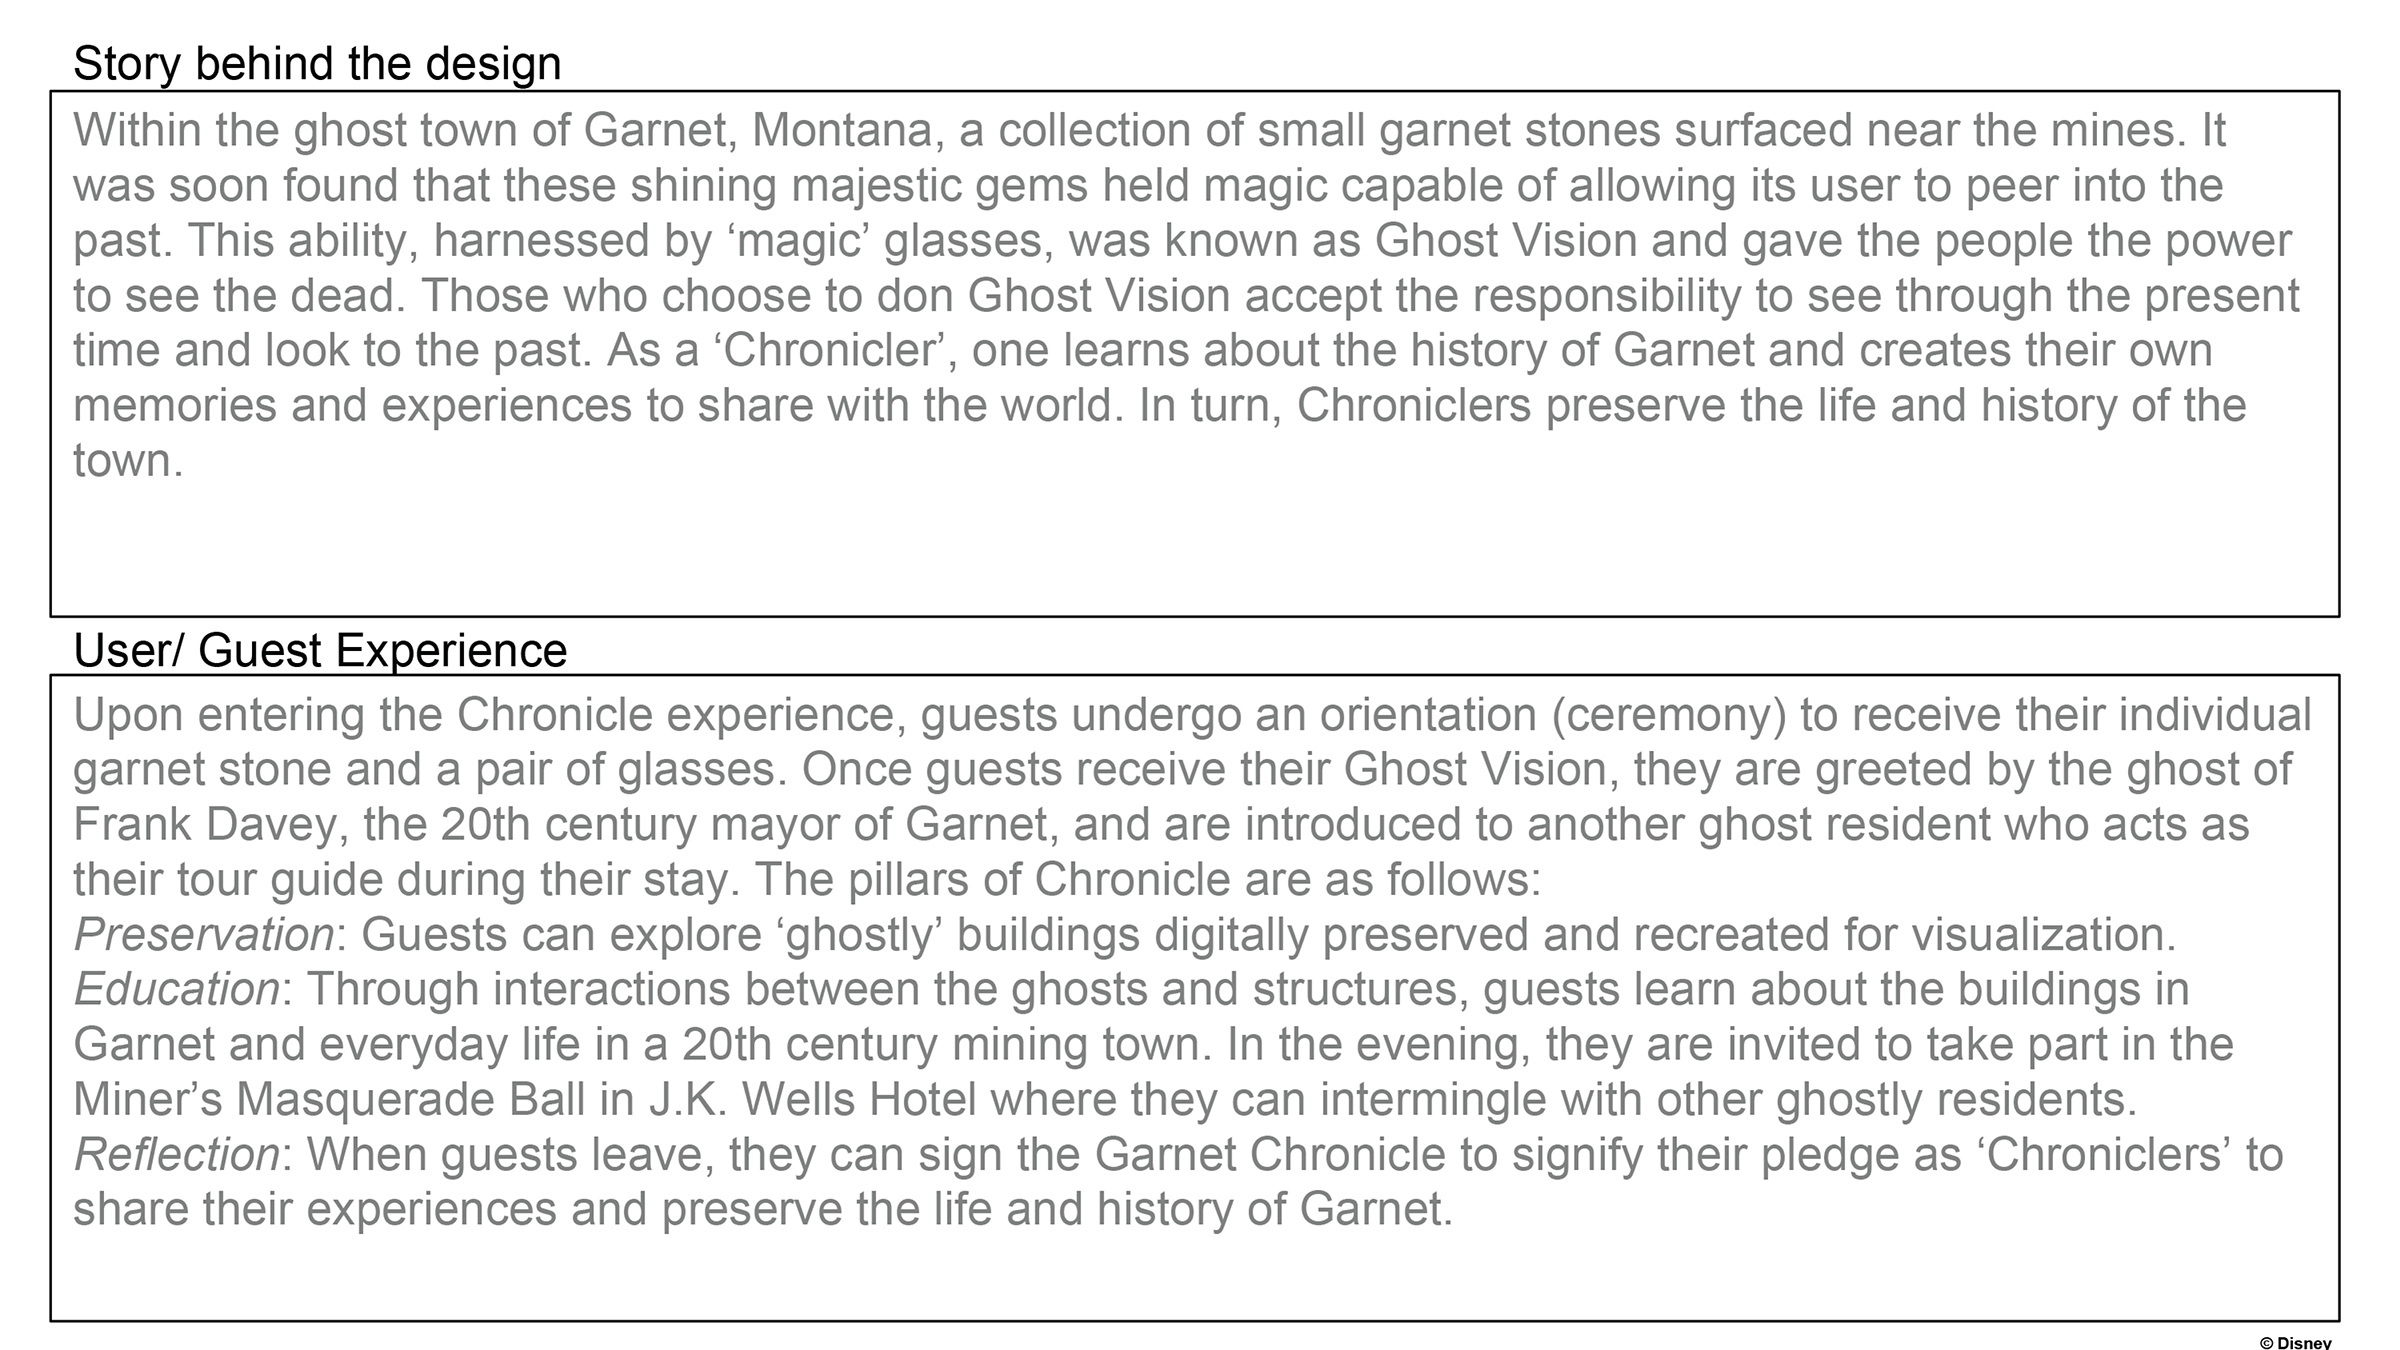 Story behind the design
Within the ghost town of Garnet, Montana, a collection of small garnet stones surfaced near the mines. It
was soon found that these shining majestic gems held magic capable of allowing its user to peer into the
past. This ability, harnessed by ‘magic’ glasses, was known as Ghost Vision and gave the people the power
to see the dead. Those who choose to don Ghost Vision accept the responsibility to see through the present
time and look to the past. As a ‘Chronicler’, one learns about the history of Garnet and creates their own
memories and experiences to share with the world. In turn, Chroniclers preserve the life and history of the
town.
User/ Guest Experience
Upon entering the Chronicle experience, guests undergo an orientation (ceremony) to receive their individual
garnet stone and a pair of glasses. Once guests receive their Ghost Vision, they are greeted by the ghost of
Frank Davey, the 20th century mayor of Garnet, and are introduced to another ghost resident who acts as
their tour guide during their stay. The pillars of Chronicle are as follows:
Preservation: Guests can explore ‘ghostly’ buildings digitally preserved and recreated for visualization.
Education: Through interactions between the ghosts and structures, guests learn about the buildings in
Garnet and everyday life in a 20th century mining town. In the evening, they are invited to take part in the
Miner’s Masquerade Ball in J.K. Wells Hotel where they can intermingle with other ghostly residents.
Reflection: When guests leave, they can sign the Garnet Chronicle to signify their pledge as ‘Chroniclers’ to
share their experiences and preserve the life and history of Garnet.
© Disney